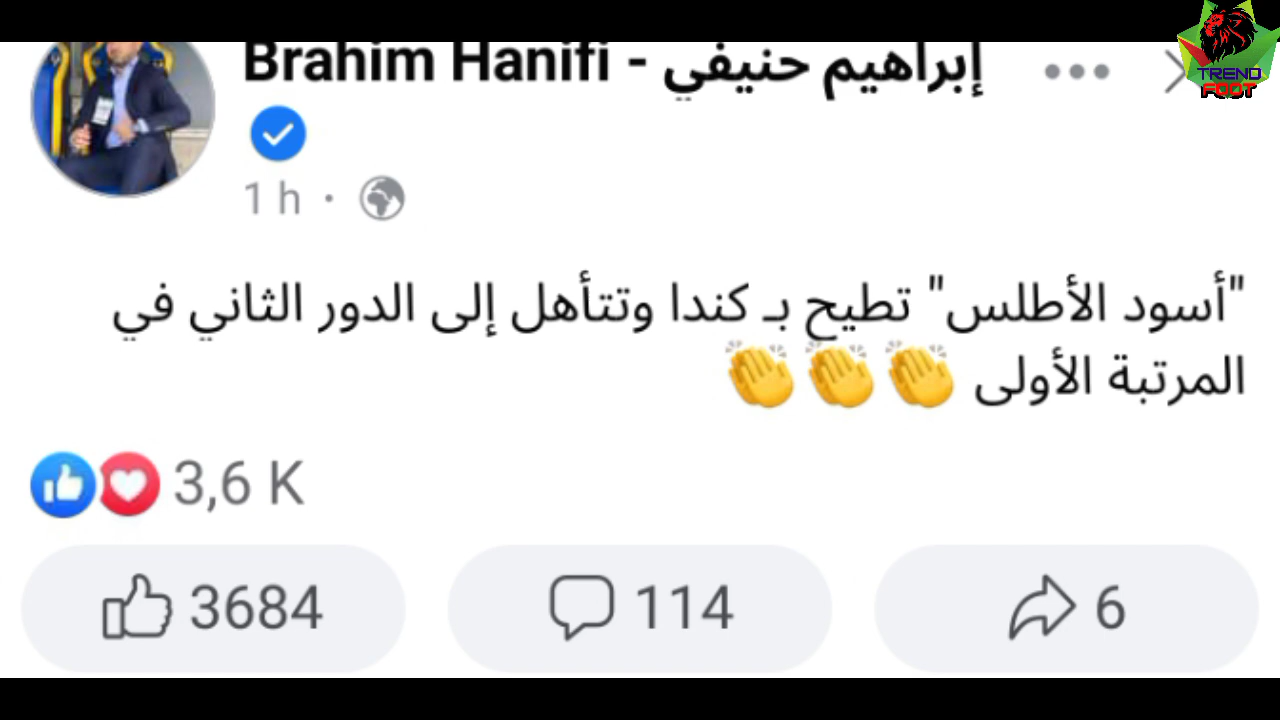 Brahim Hanifi - إبراهيم حنيفي
TREND
FOOT
1 h ·
"أسود الأطلس" تطيح بـ كندا وتتأهل إلى الدور الثاني في
المرتبة الأولى 👏👏👏
3,6 K
3684
114
6